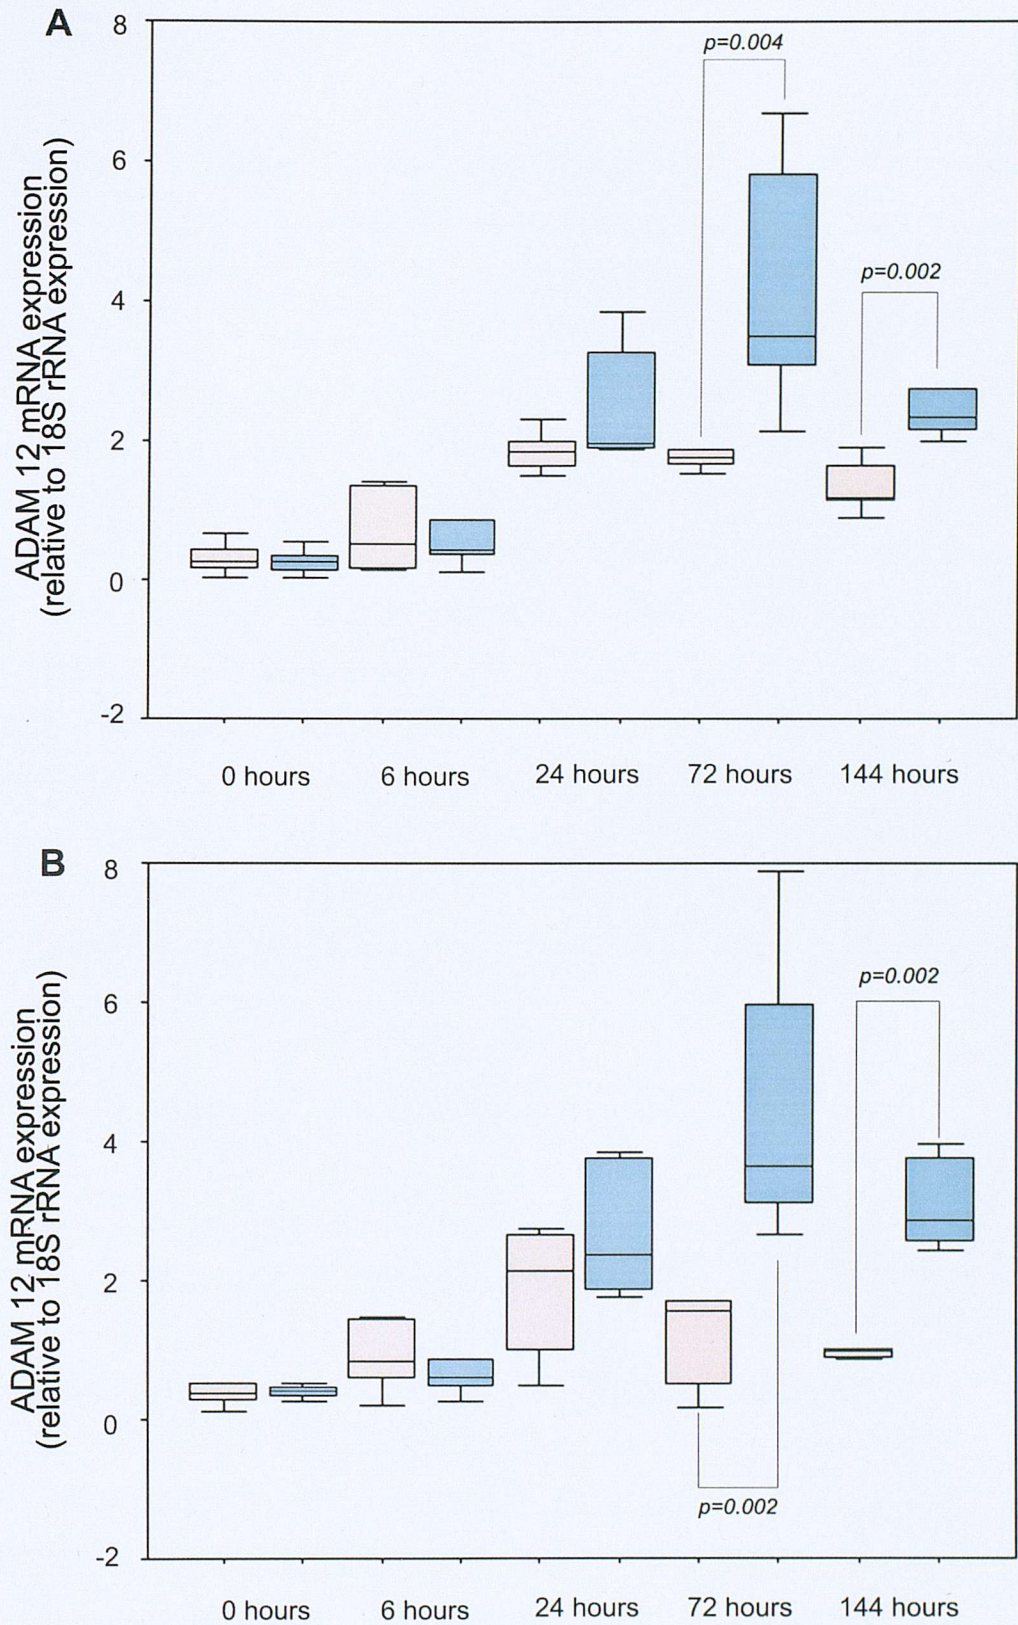 A
8
6
4
2
0
-2
ADAM 12 mRNA expression
(relative to 18S rRNA expression)
p=0.004
p=0.002
0 hours 6 hours 24 hours 72 hours 144 hours
B
8
6
4
2
0
-2
ADAM 12 mRNA expression
(relative to 18S rRNA expression)
p=0.002
p=0.002
0 hours 6 hours 24 hours 72 hours 144 hours